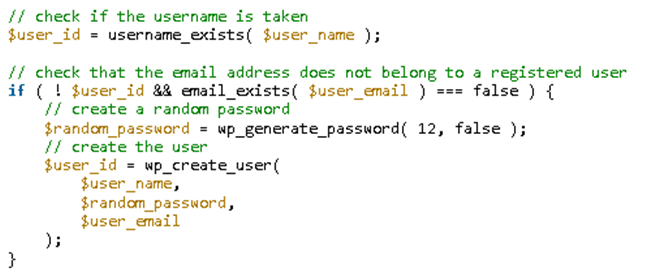 // check if the username is taken
$user_id = username_exists( $user_name );
// check that the email address does not belong to a registered user
if ( ! $user_id && email_exists( $user_email ) === false ) {
// create a random password
$random_password = wp_generate_password( 12, false );
// create the user
$user_id = wp_create_user(
$user_name,
$random_password,
$user_email
);
}